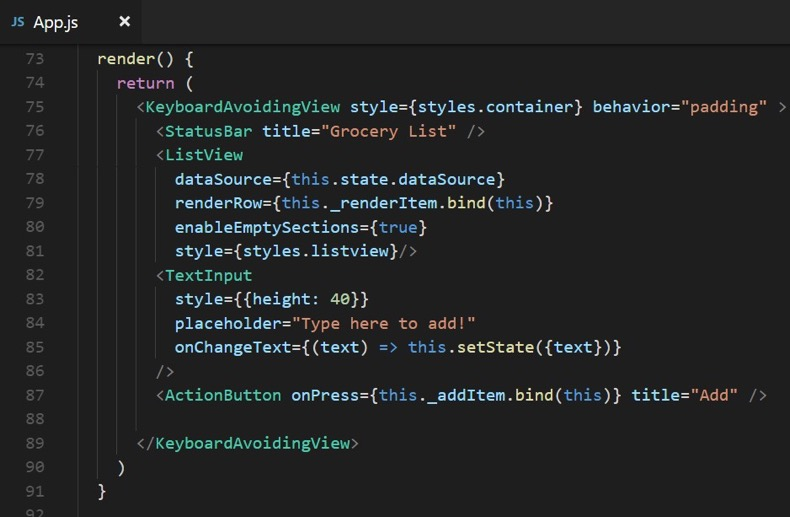 JS App.js ×
73 render() {
74 return (
75 <KeyboardAvoidingView style={styles.container} behavior="padding" >
76 <StatusBar title="Grocery List" />
77 <ListView
78 dataSource={this.state.dataSource}
79 renderRow={this._renderItem.bind(this)}
80 enableEmptySections={true}
81 style={styles.listview}/>
82 <TextInput
83 style={{height: 40}}
84 placeholder="Type here to add!"
85 onChangeText={(text) => this.setState({text})}
86 />
87 <ActionButton onPress={this._addItem.bind(this)} title="Add" />
88
89 </KeyboardAvoidingView>
90 )
91 }
92